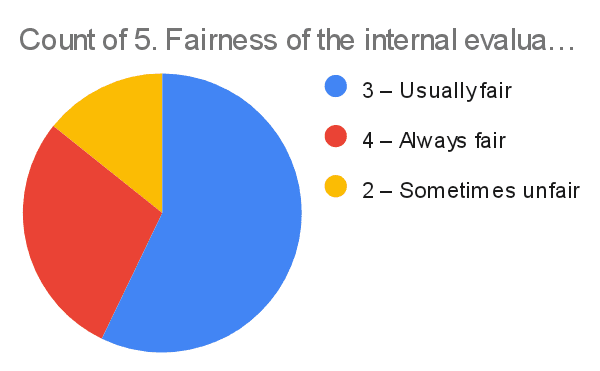 Count of 5. Fairness of the internal evalua…
3 – Usually fair
4 – Always fair
2 – Sometimes unfair